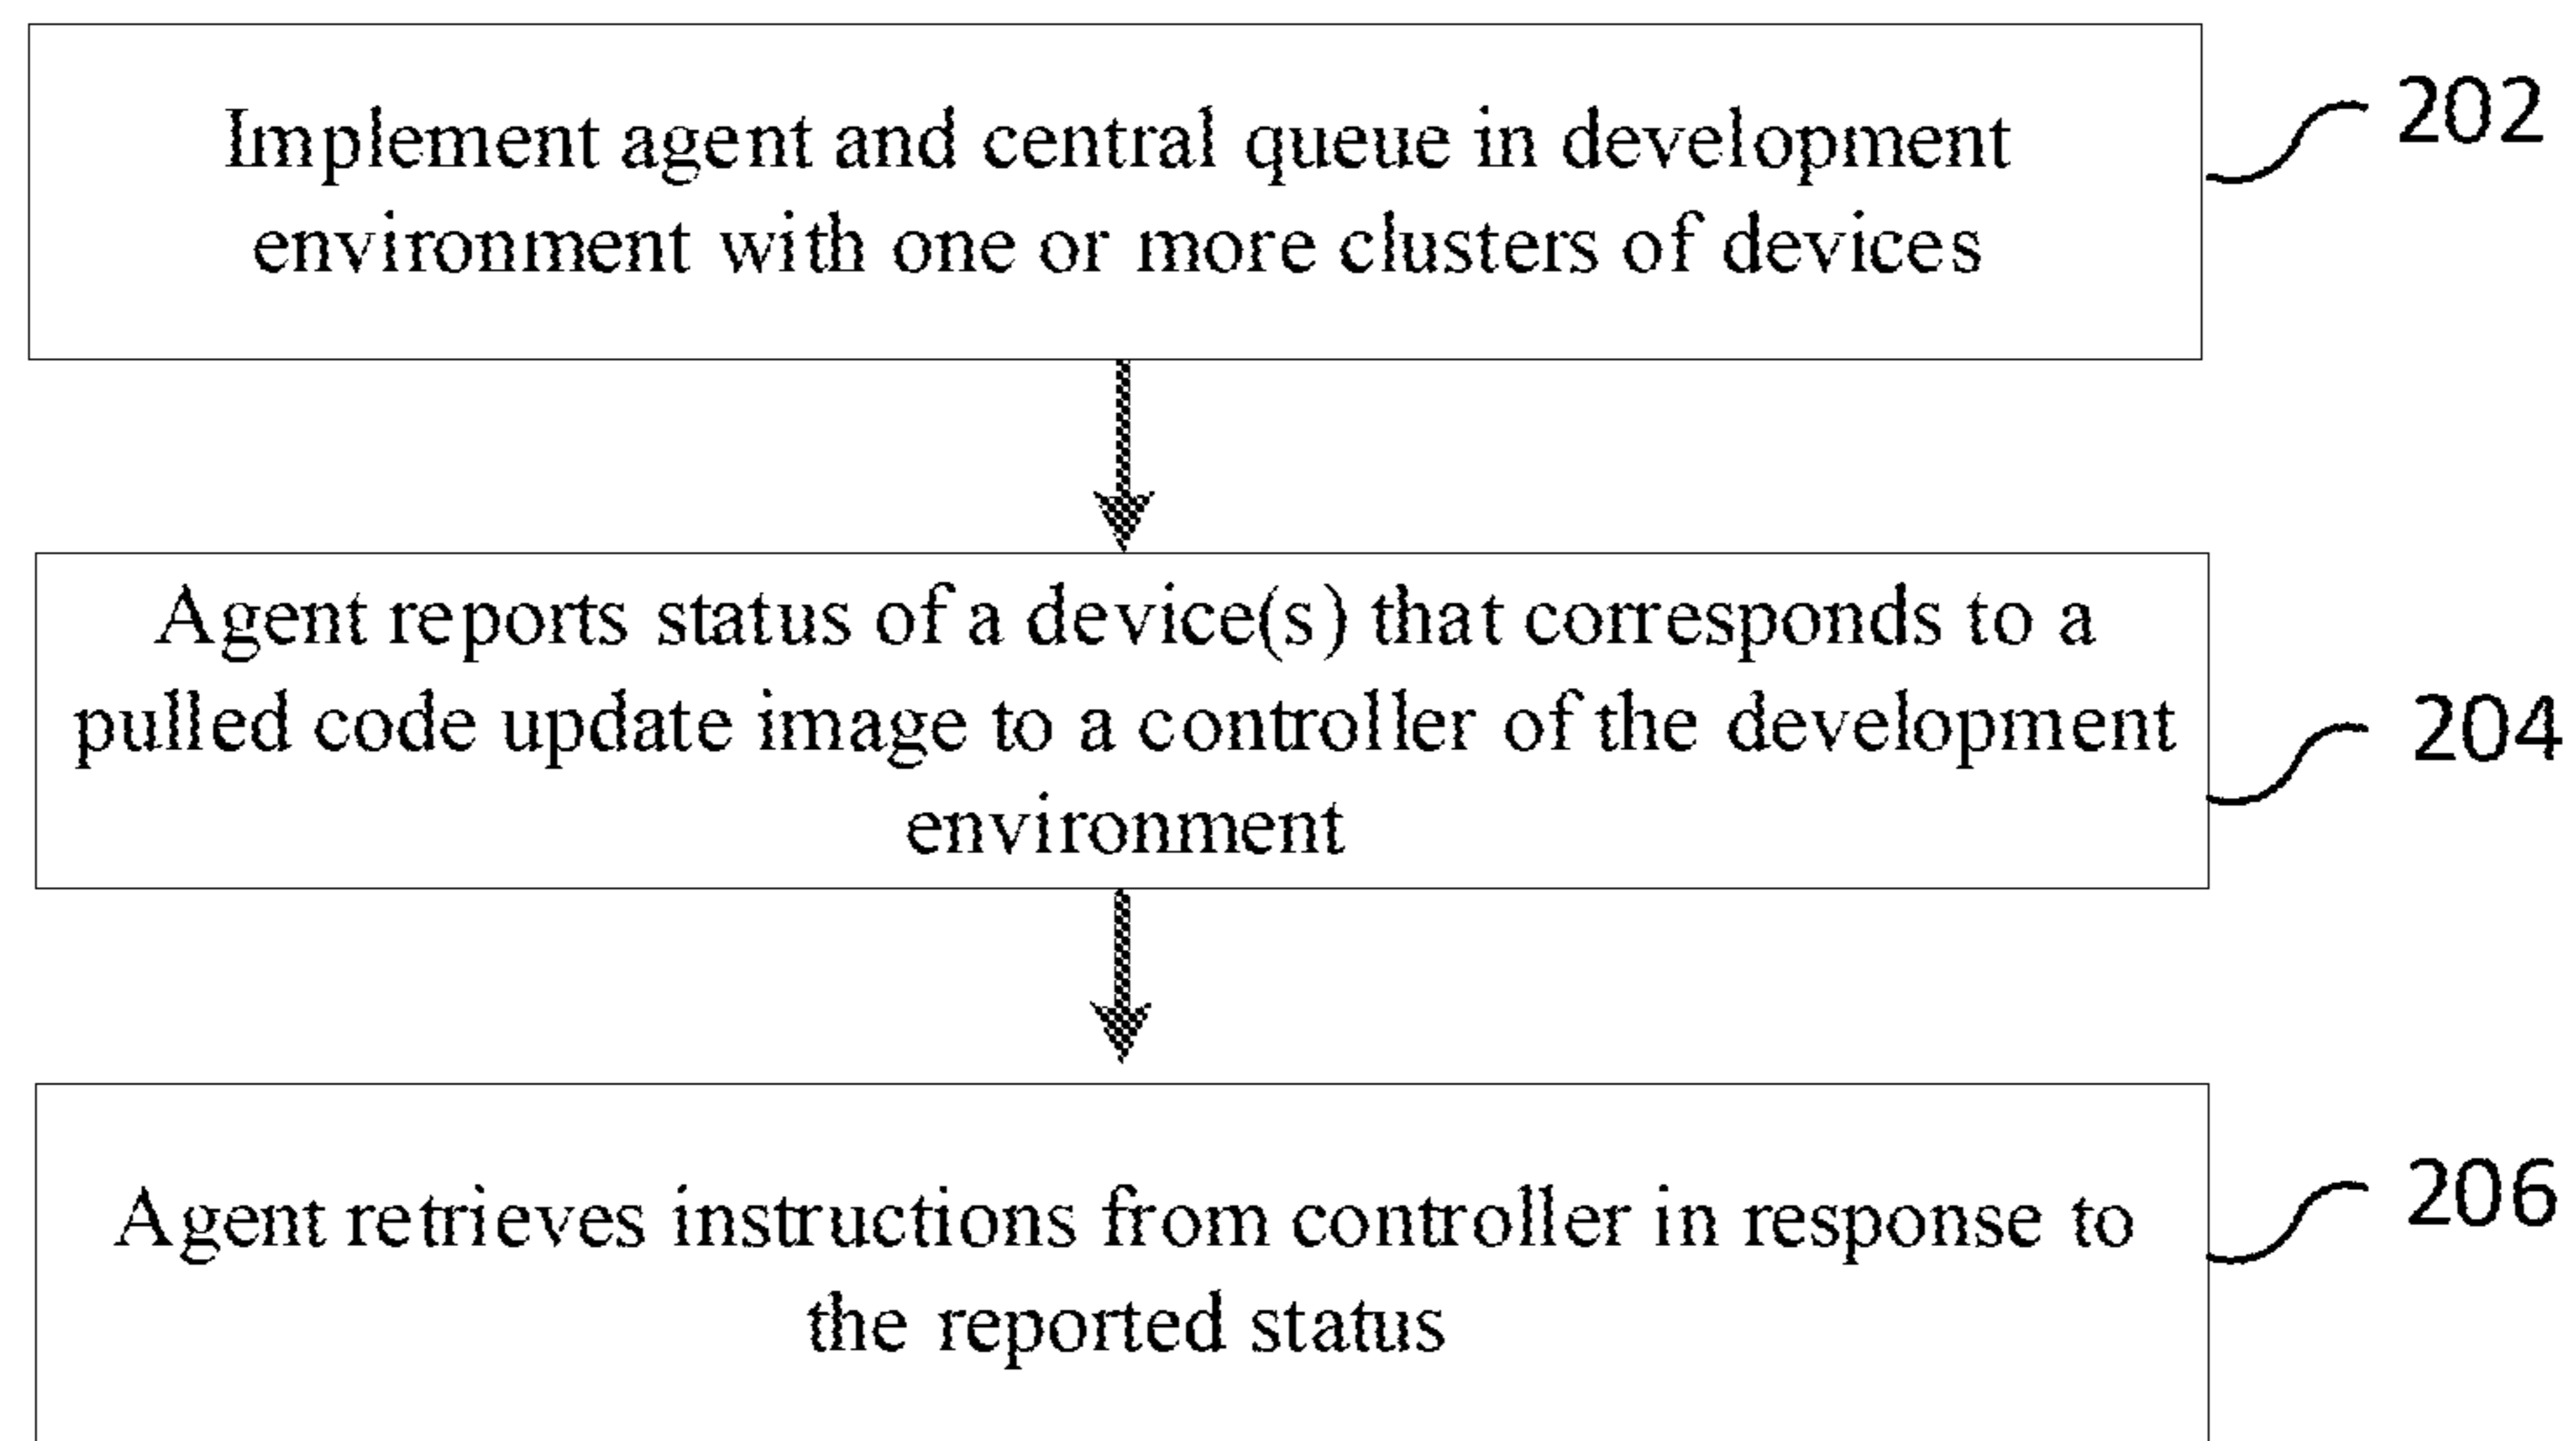 Implement agent and central queue in development
environment with one or more clusters of devices
202
Agent reports status of a device(s) that corresponds to a
pulled code update image to a controller of the development
environment
204
Agent retrieves instructions from controller in response to
the reported status
206